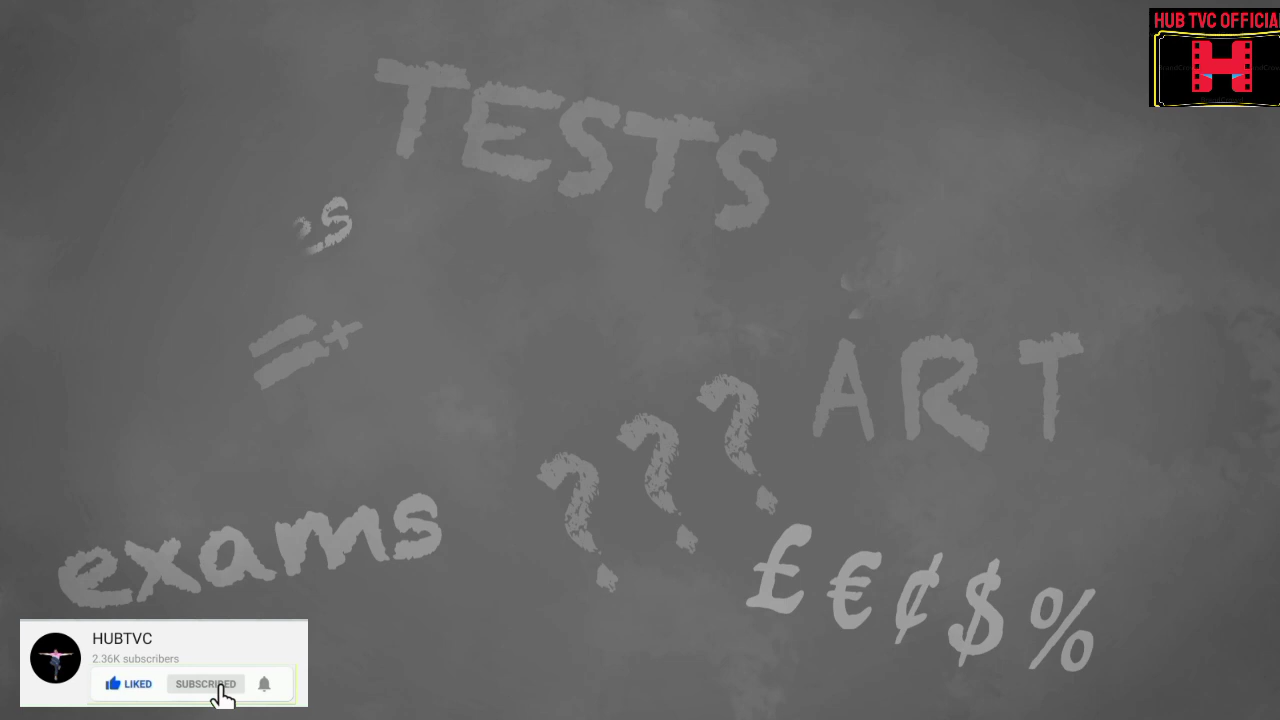 HUB TVC OFFICIA
TESTS
=+
ART
???
exams
£€¢$%
HUBTVC
2.36K subscribers
LIKED
SUBSCRIBED